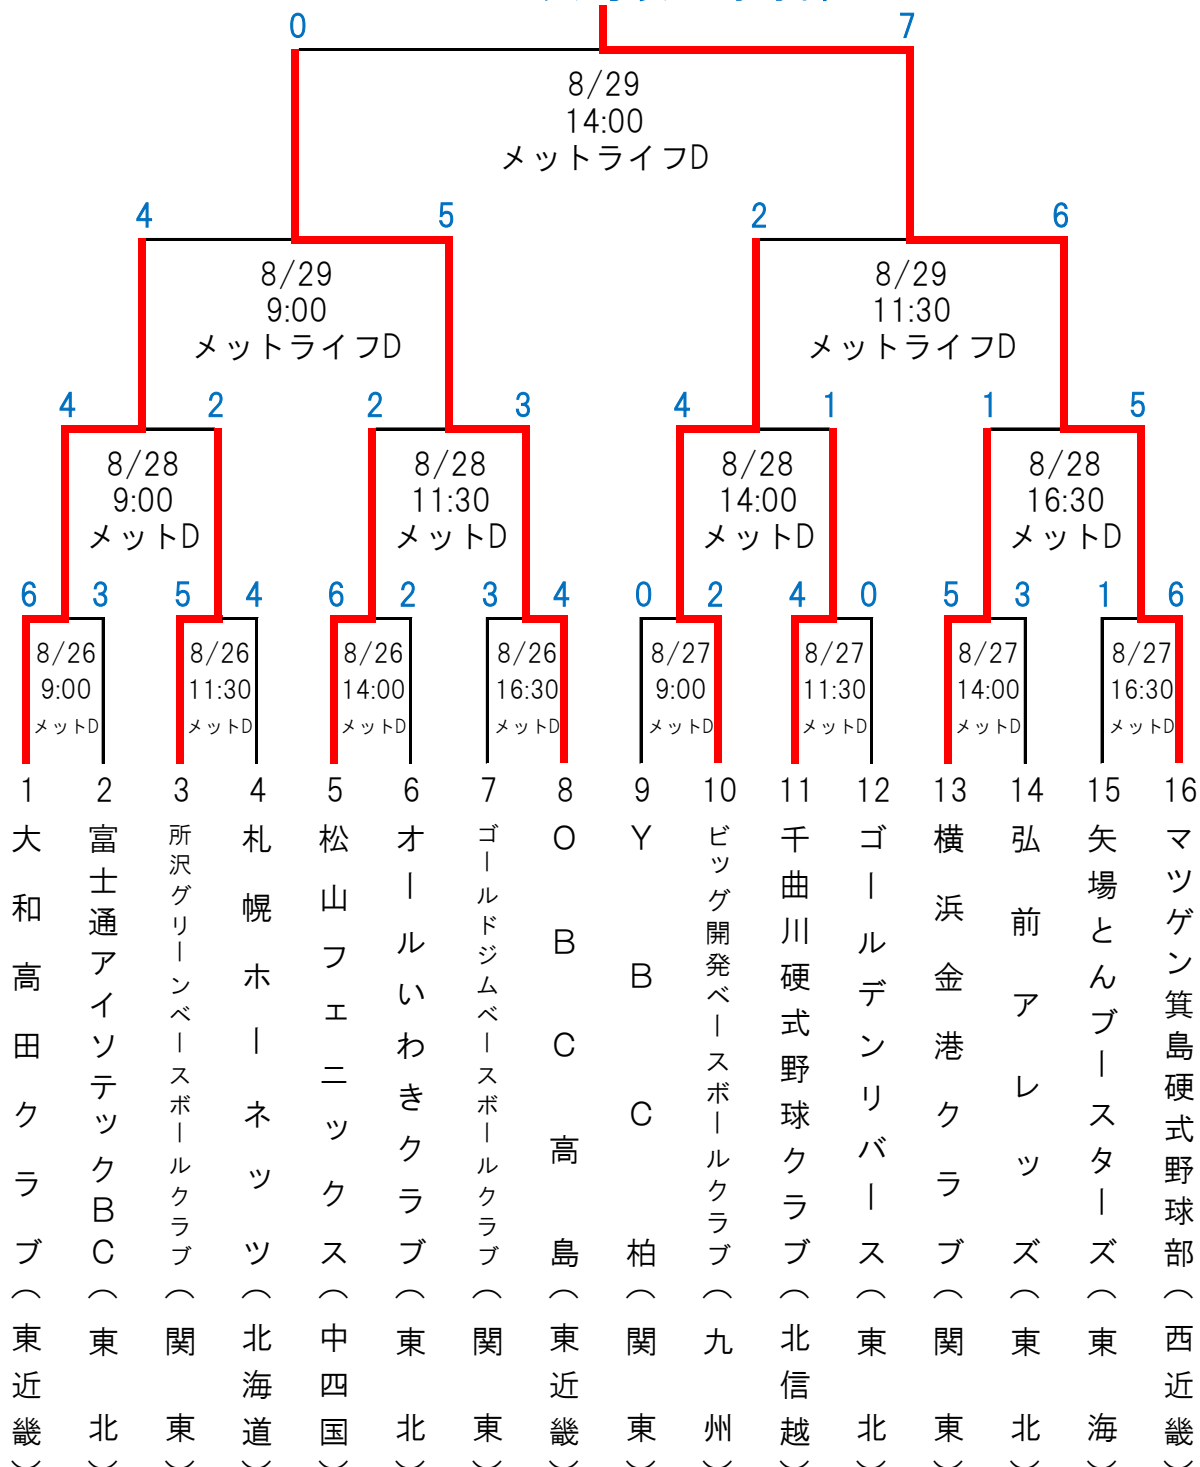 0 7
8/29
14:00
メットライフD
4 5 2 6
8/29 8/29
9:00 11:30
メットライフD メットライフD
4 2 2 3 4 1 1 5
8/28 8/28 8/28 8/28
9:00 11:30 14:00 16:30
メットD メットD メットD メットD
6 3 5 4 6 2 3 4 0 2 4 0 5 3 1 6
8/26 8/26 8/26 8/26 8/27 8/27 8/27 8/27
9:00 11:30 14:00 16:30 9:00 11:30 14:00 16:30
メットD メットD メットD メットD メットD メットD メットD メットD
1 2 3 4 5 6 7 8 9 10 11 12 13 14 15 16
大和高田クラブ(東近畿)
富士通アイソテックBC(東北)
所沢グリーンベースボールクラブ(関東)
札幌ホーネッツ(北海道)
松山フェニックス(中四国)
オールいわきクラブ(東北)
ゴールドジムベースボールクラブ(関東)
OBC高島(東近畿)
YBC柏(関東)
ビッグ開発ベースボールクラブ(九州)
千曲川硬式野球クラブ(北信越)
ゴールデンリバース(東北)
横浜金港クラブ(関東)
弘前アレッズ(東北)
矢場とんブースターズ(東海)
マツゲン箕島硬式野球部(西近畿)